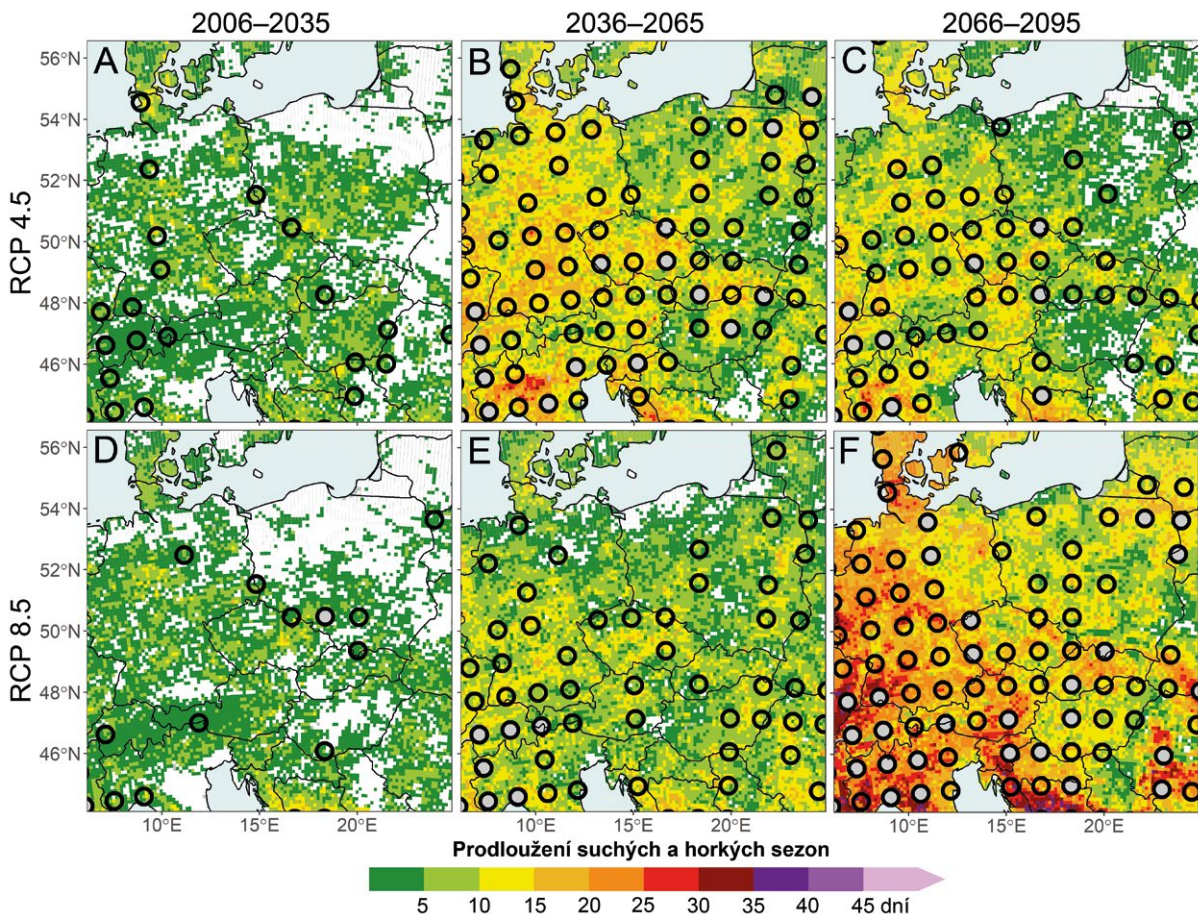 2006–2035 2036–2065 2066–2095
A B C
56°N
54°N
52°N
50°N
48°N
46°N
RCP 4.5
D E F
56°N
54°N
52°N
50°N
48°N
46°N
RCP 8.5
10°E 15°E 20°E 10°E 15°E 20°E 10°E 15°E 20°E
Prodloužení suchých a horkých sezon
5 10 15 20 25 30 35 40 45 dní